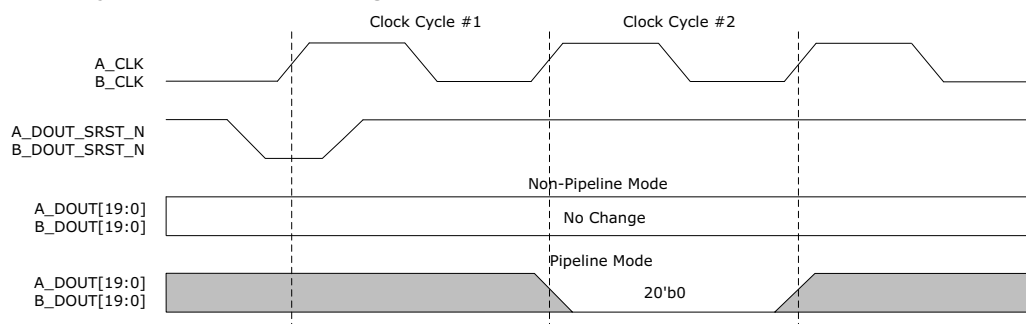 Clock Cycle #1 Clock Cycle #2
A_CLK
B_CLK
A_DOUT_SRST_N
B_DOUT_SRST_N
Non-Pipeline Mode
A_DOUT[19:0]
B_DOUT[19:0]
No Change
Pipeline Mode
A_DOUT[19:0]
B_DOUT[19:0]
20'b0